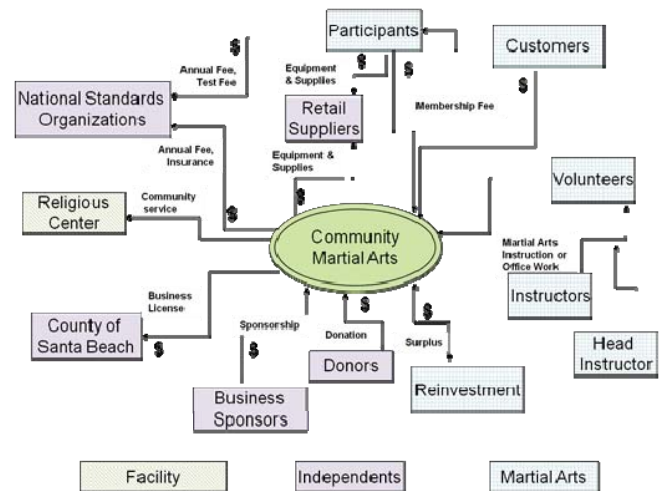 $
Participants
Customers
Annual Fee,
Test Fee
$
Equipment
& Supplies
$
$
National Standards
Organizations
Retail
Suppliers
Membership Fee
Annual Fee,
Insurance
Equipment &
Supplies
Volunteers
Religious
Center
Community
service
$
$
Community
Martial Arts
Martial Arts
Instruction or
Office Work
Instructors
Business
License
County of
Santa Beach
$
Sponsorship
$
$
Donation
$
Surplus
Head
Instructor
Donors
Reinvestment
Business
Sponsors
Facility
Independents
Martial Arts